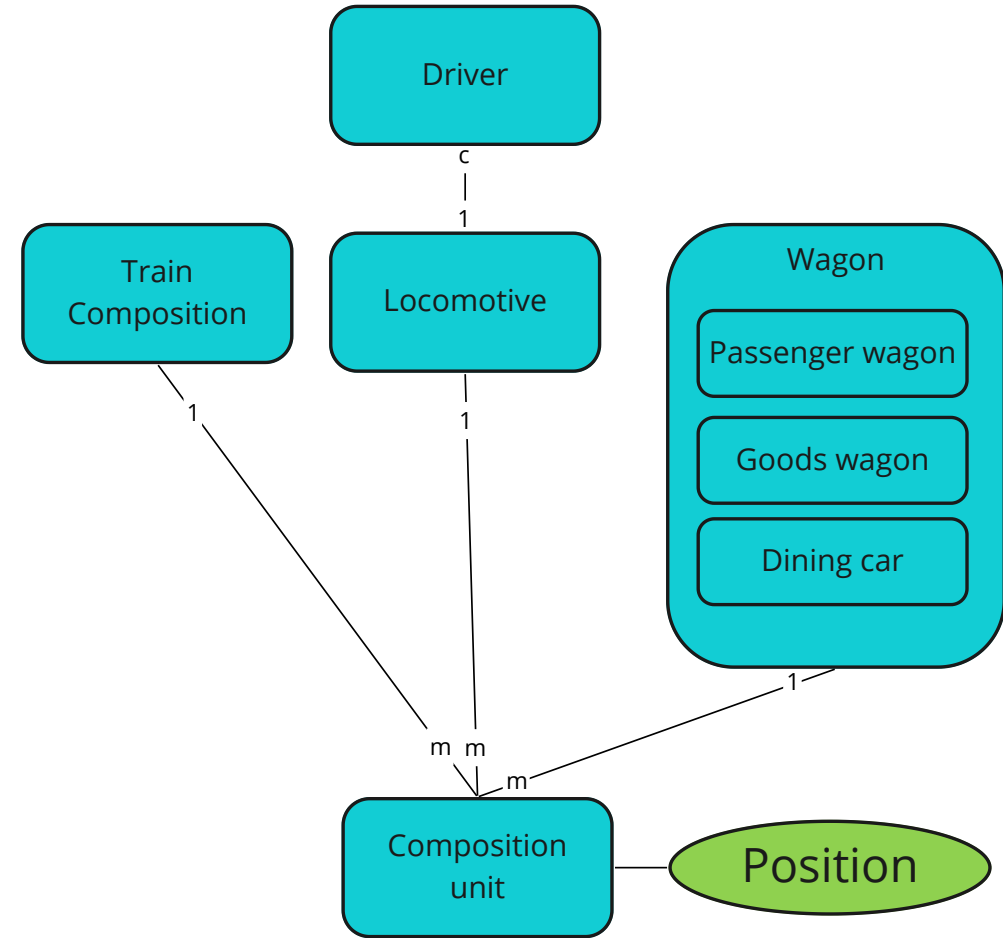 Driver
c
1
Train
Composition
Locomotive
Wagon
Passenger wagon
Goods wagon
Dining car
1
1
1
m
m
m
Composition
unit
Position